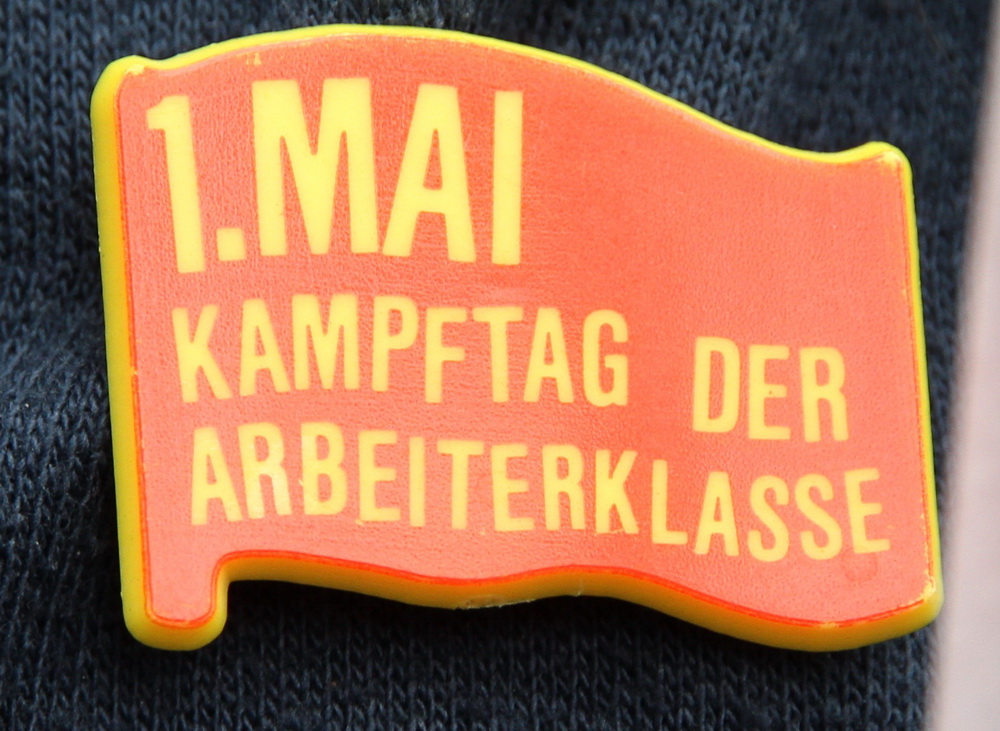 1.MAI
KAMPFTAG DER
ARBEITERKLASSE